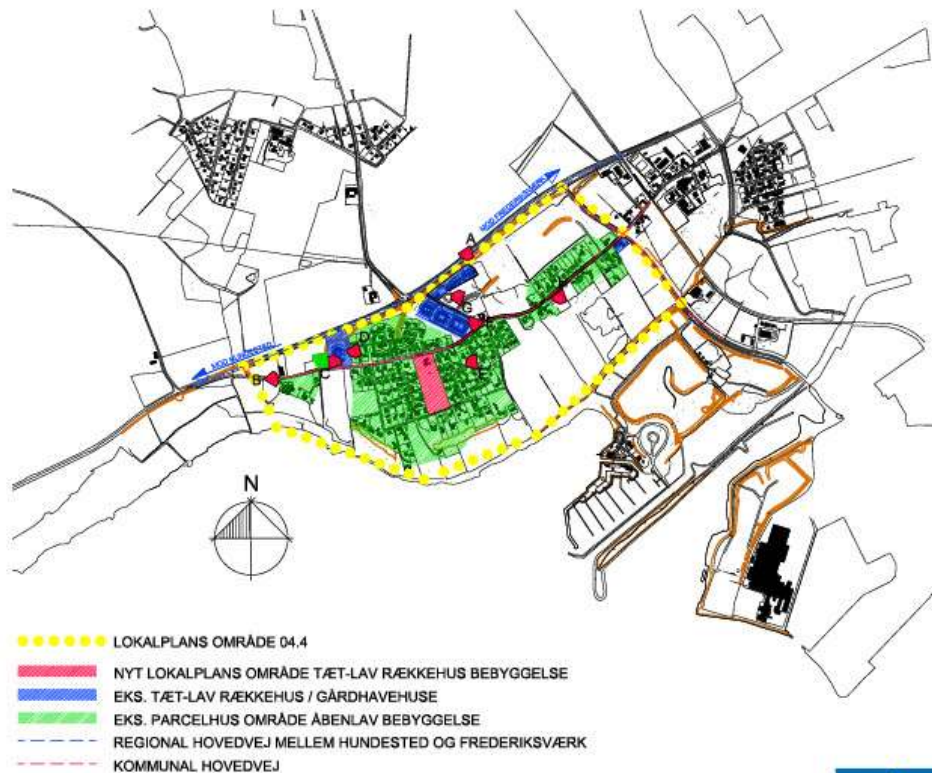 MOD FREDERIKSVÆRK
A
G
D
C
E
B
MOD HUNDESTED
N
LOKALPLANS OMRÅDE 04.4
NYT LOKALPLANS OMRÅDE TÆT-LAV RÆKKEHUS BEBYGGELSE
EKS. TÆT-LAV RÆKKEHUS / GÅRDHAVEHUSE
EKS. PARCELHUS OMRÅDE ÅBENLAV BEBYGGELSE
REGIONAL HOVEDVEJ MELLEM HUNDESTED OG FREDERIKSVÆRK
KOMMUNAL HOVEDVEJ